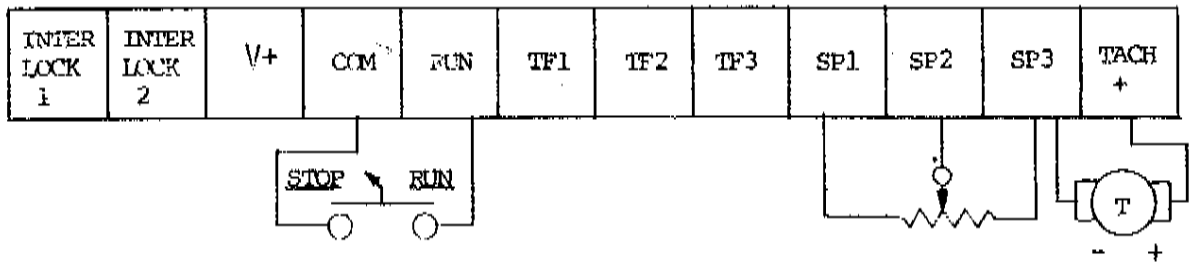 INTER LOCK 1
INTER LOCK 2
V+
COM
RUN
TF1
TF2
TF3
SP1
SP2
SP3
TACH +
STOP
RUN
T
- +